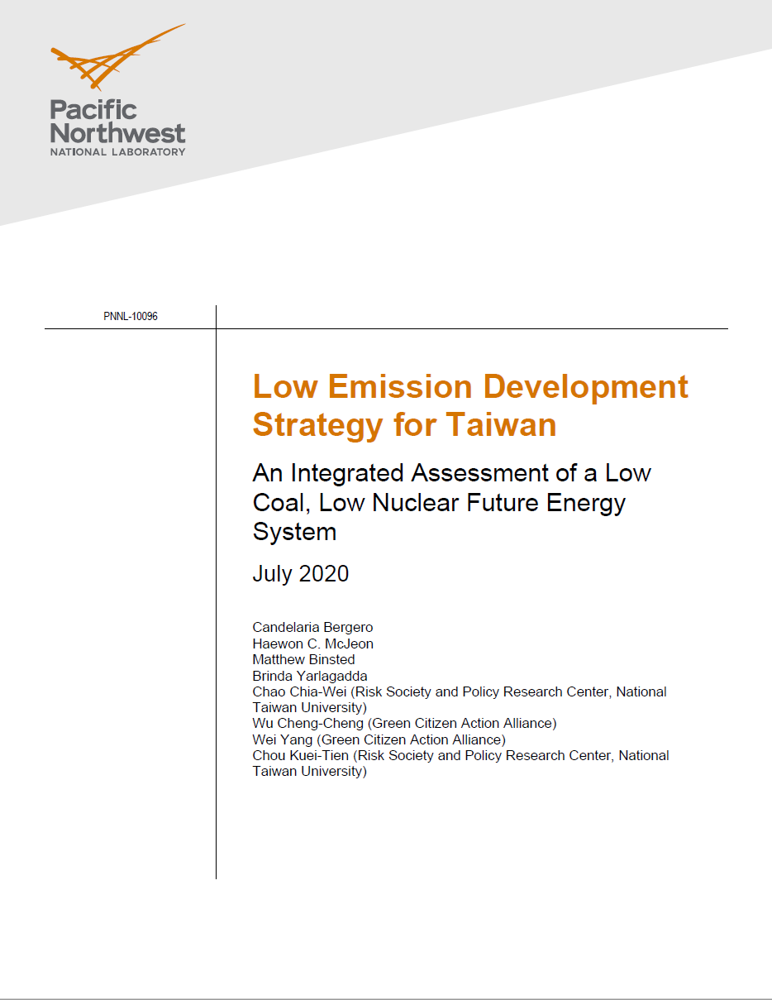 Pacific
Northwest
NATIONAL LABORATORY
PNNL-10096
Low Emission Development
Strategy for Taiwan
An Integrated Assessment of a Low
Coal, Low Nuclear Future Energy
System
July 2020
Candelaria Bergero
Haewon C. McJeon
Matthew Binsted
Brinda Yarlagadda
Chao Chia-Wei (Risk Society and Policy Research Center, National
Taiwan University)
Wu Cheng-Cheng (Green Citizen Action Alliance)
Wei Yang (Green Citizen Action Alliance)
Chou Kuei-Tien (Risk Society and Policy Research Center, National
Taiwan University)